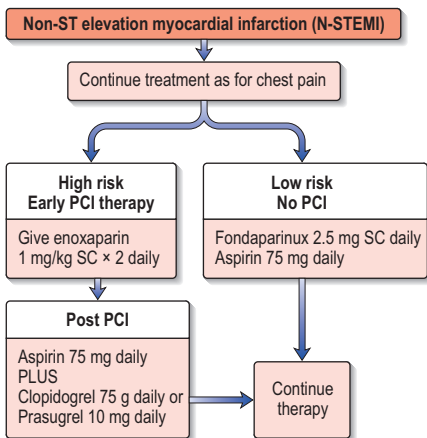 Non-ST elevation myocardial infarction (N-STEMI)
Continue treatment as for chest pain
High risk
Early PCI therapy
Give enoxaparin
1 mg/kg SC × 2 daily
Low risk
No PCI
Fondaparinux 2.5 mg SC daily
Aspirin 75 mg daily
Post PCI
Aspirin 75 mg daily
PLUS
Clopidogrel 75 g daily or
Prasugrel 10 mg daily
Continue
therapy